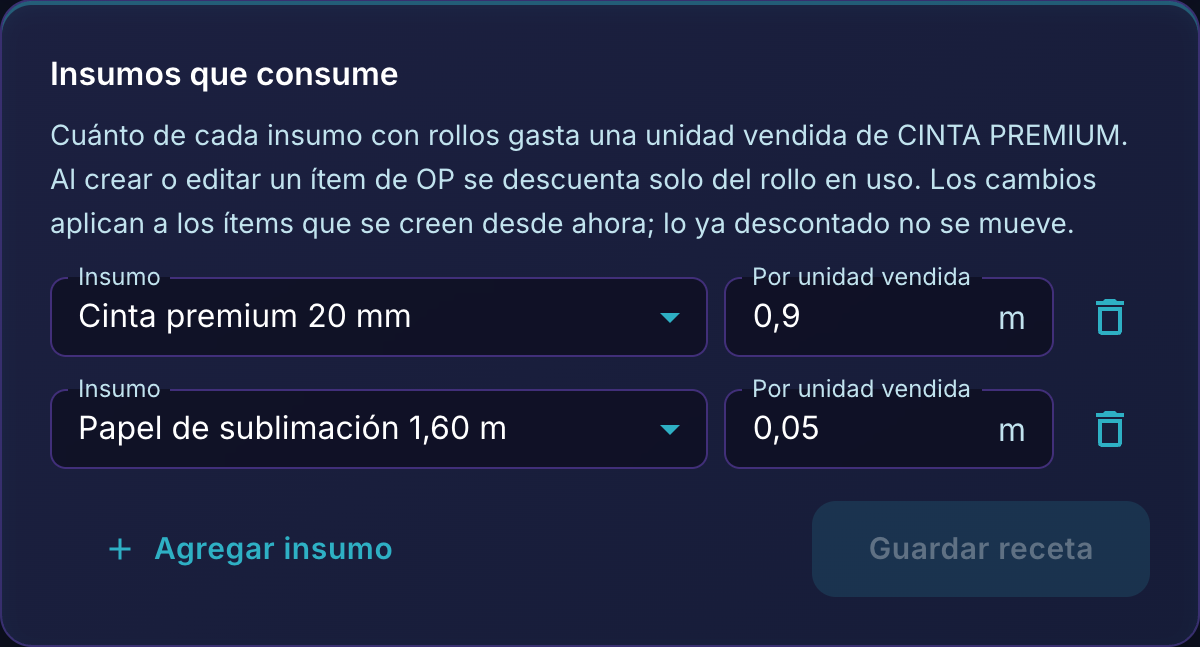 Insumos que consume
Cuánto de cada insumo con rollos gasta una unidad vendida de CINTA PREMIUM.
Al crear o editar un ítem de OP se descuenta solo del rollo en uso. Los cambios
aplican a los ítems que se creen desde ahora; lo ya descontado no se mueve.
Insumo Por unidad vendida
Cinta premium 20 mm 0,9 m
Insumo Por unidad vendida
Papel de sublimación 1,60 m 0,05 m
+ Agregar insumo Guardar receta